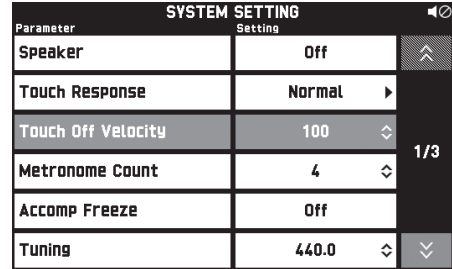 SYSTEM SETTING
Parameter Setting
Speaker Off
Touch Response Normal
Touch Off Velocity 100
1/3
Metronome Count 4
Accomp Freeze Off
Tuning 440.0